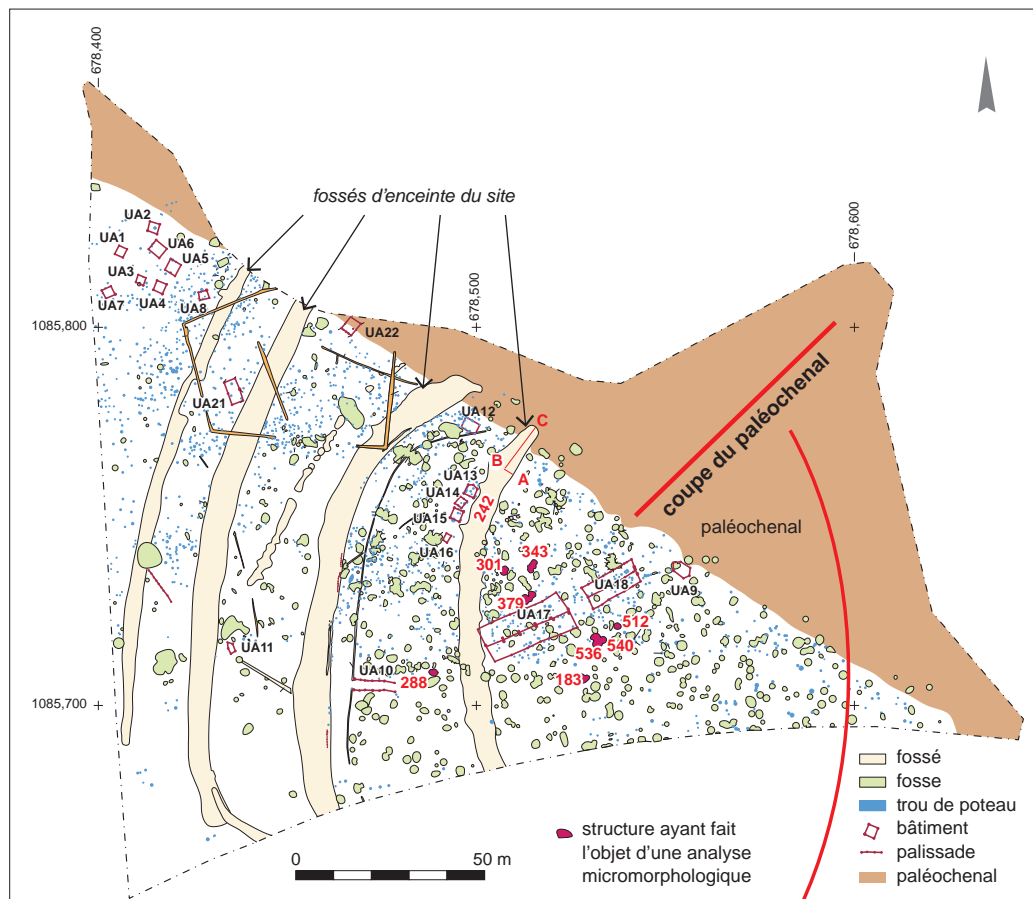 678,400
fossés d'enceinte du site
678,600
UA2
UA1
UA6
UA5
UA3
UA7
UA4
UA8
678,500
1085,800
UA22
UA21
coupe du paléochenal
UA12
C
B
A
UA13
UA14
242
UA15
UA16
paléochenal
343
301
UA18
UA9
379
UA17
512
540
536
UA11
UA10
288
183
1085,700
fossé
fosse
trou de poteau
bâtiment
palissade
paléochenal
structure ayant fait
l'objet d'une analyse
micromorphologique
0
50 m